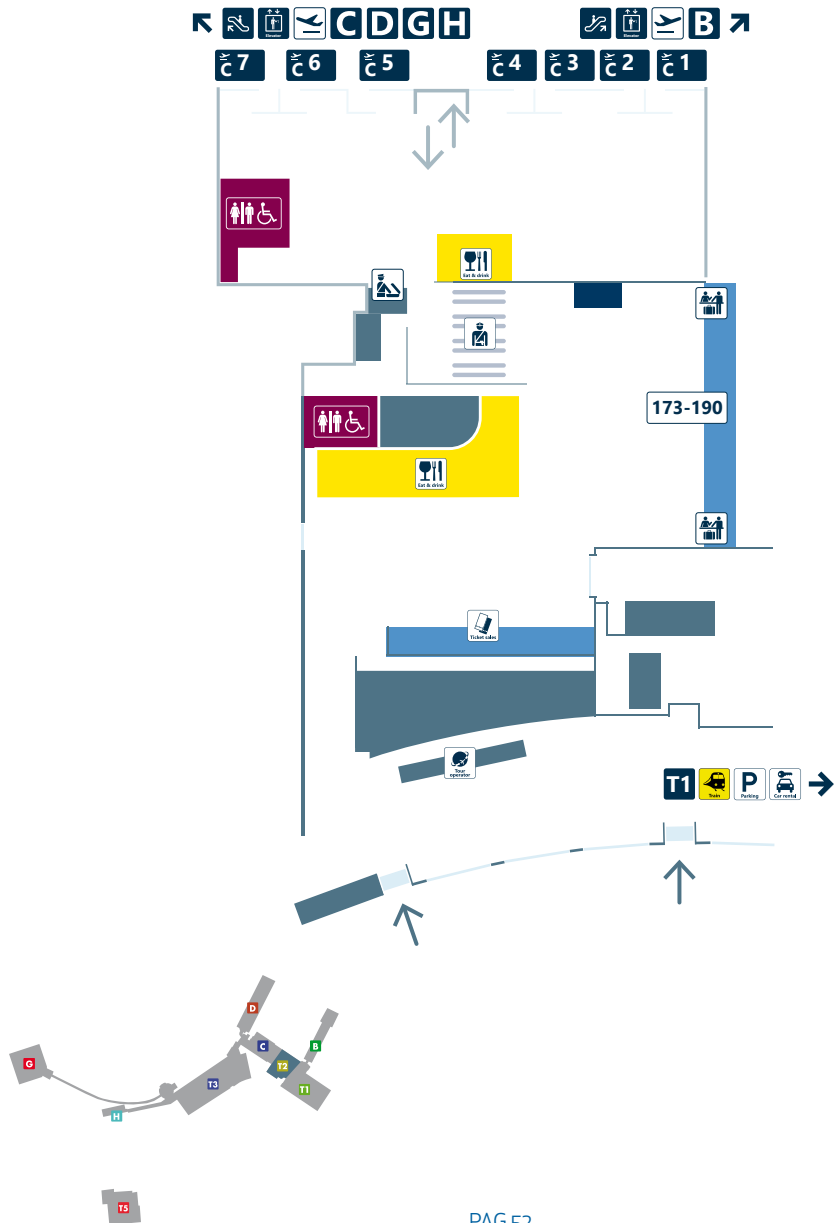 Elevator C D G H
Elevator B
C 7
C 6
C 5
C 4
C 3
C 2
C 1
Eat & drink
173-190
Eat & drink
Ticket sales
Tour operator
T1 Train P Parking Car rental
D
C
B
T2
G
T3
T1
H
T5
PAG 52